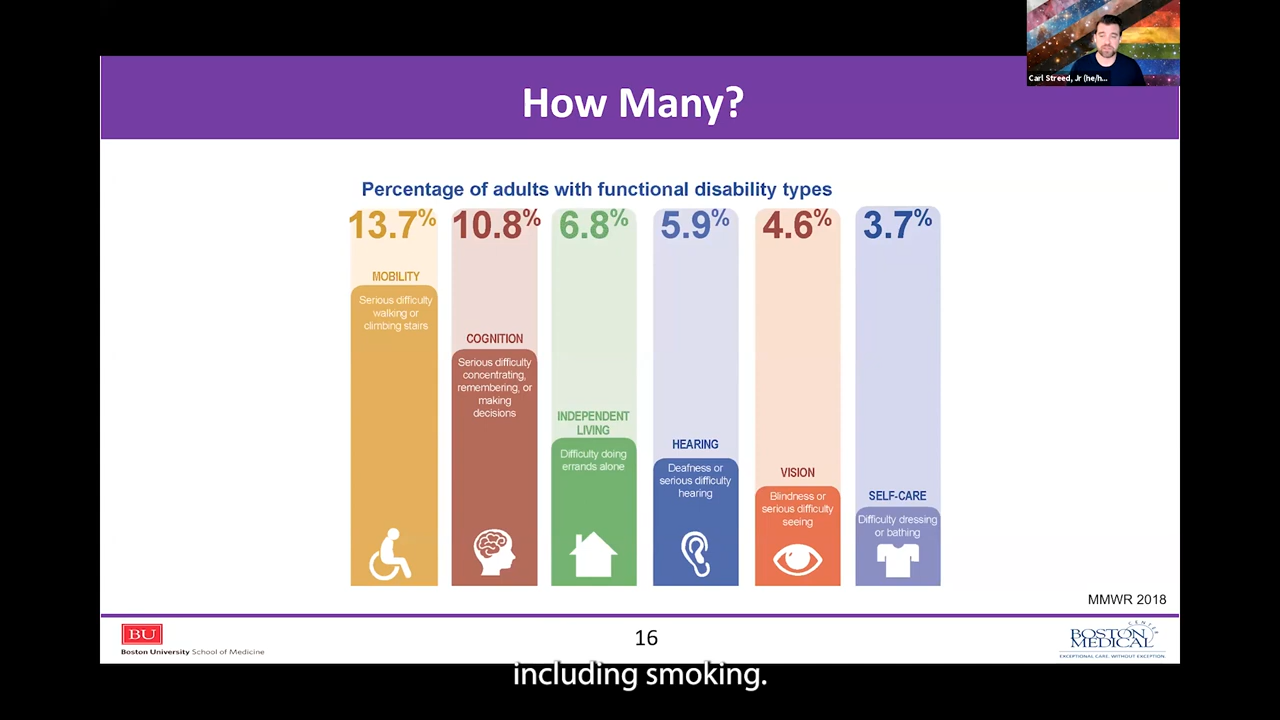 Carl Streed, Jr (he/h...
How Many?
Percentage of adults with functional disability types
13.7%
MOBILITY
Serious difficulty
walking or
climbing stairs
10.8%
COGNITION
Serious difficulty
concentrating,
remembering, or
making
decisions
6.8%
INDEPENDENT
LIVING
Difficulty doing
errands alone
5.9%
HEARING
Deafness or
serious difficulty
hearing
4.6%
VISION
Blindness or
serious difficulty
seeing
3.7%
SELF-CARE
Difficulty dressing
or bathing
MMWR 2018
BU
Boston University School of Medicine
16
BOSTON
MEDICAL
CENTER
EXCEPTIONAL CARE. WITHOUT EXCEPTION.
including smoking.